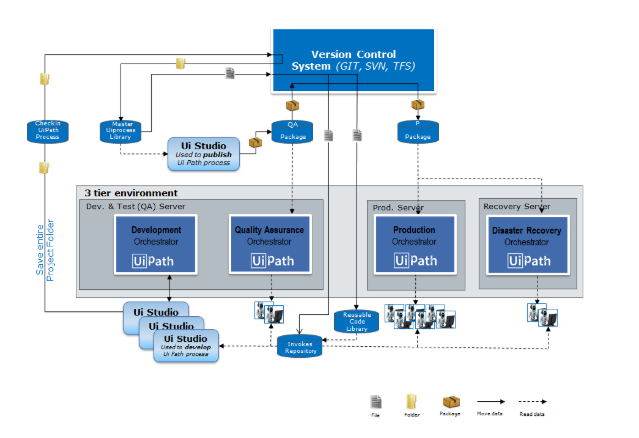 Version Control
System (GIT, SVN, TFS)
Checkin
UiPath
Process
Master
Uiprocess
Library
QA
Package
P
Package
Ui Studio
Used to publish
Ui Path process
3 tier environment
Dev. & Test (QA) Server
Prod. Server
Recovery Server
Development
Orchestrator
UiPath
Quality Assurance
Orchestrator
UiPath
Production
Orchestrator
UiPath
Disaster Recovery
Orchestrator
UiPath
Save entire
Project Folder
Ui Studio
Ui Studio
Ui Studio
Used to develop
Ui Path process
Reusable
Code
Library
Invokes
Repository
File
Folder
Package
Move data
Read data